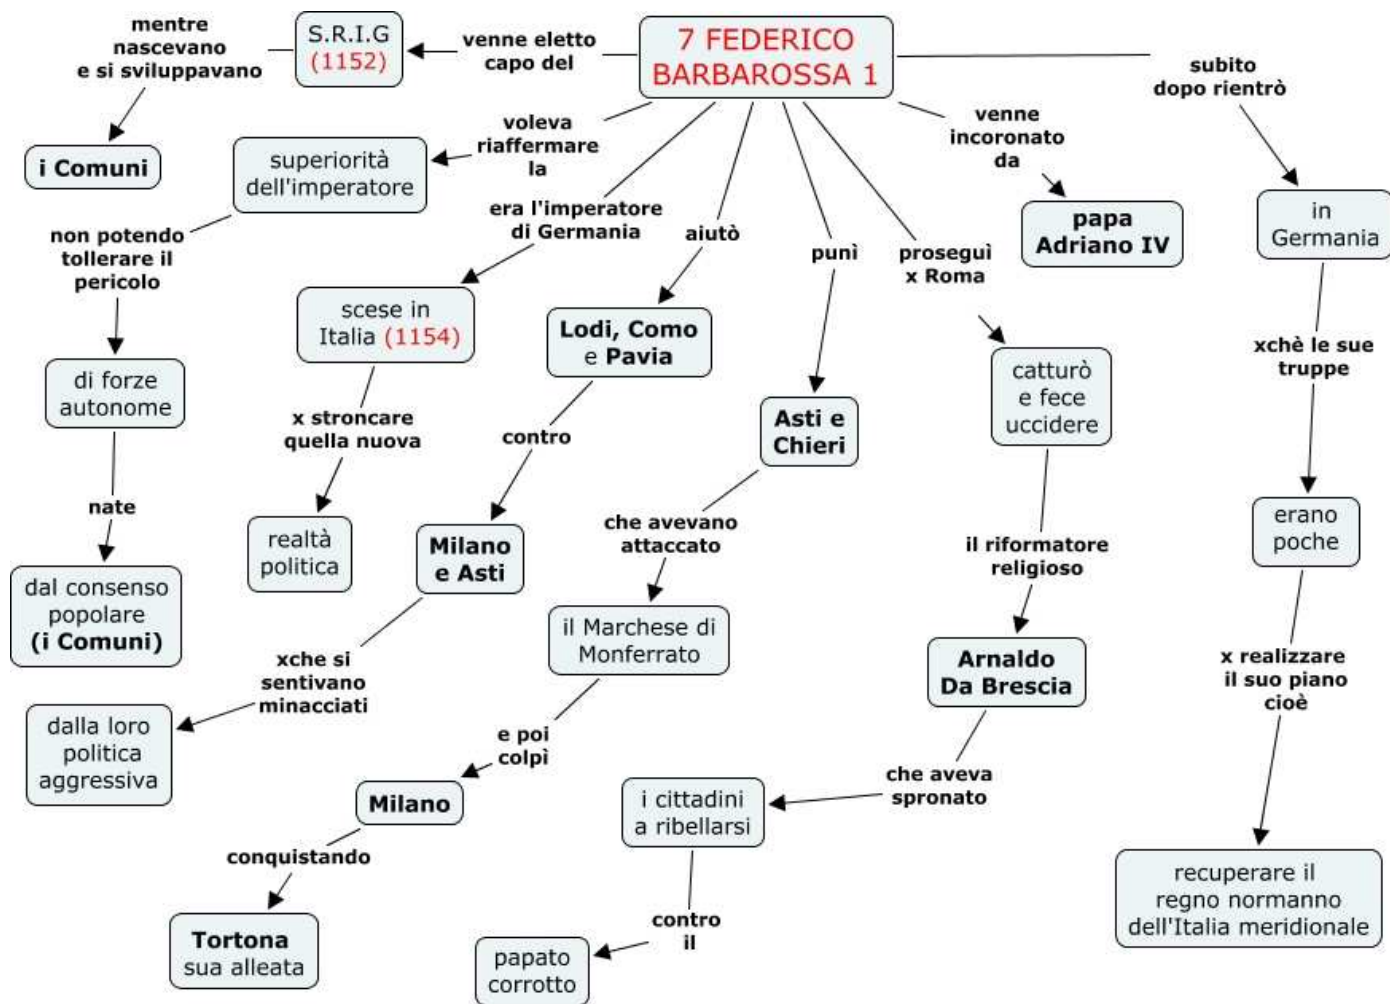 7 FEDERICO
BARBAROSSA 1
venne eletto
capo del
S.R.I.G
(1152)
mentre
nascevano
e si sviluppavano
i Comuni
voleva
riaffermare
la
superiorità
dell'imperatore
non potendo
tollerare il
pericolo
di forze
autonome
nate
dal consenso
popolare
(i Comuni)
era l'imperatore
di Germania
scese in
Italia (1154)
x stroncare
quella nuova
realtà
politica
aiutò
Lodi, Como
e Pavia
contro
Milano
e Asti
xche si
sentivano
minacciati
dalla loro
politica
aggressiva
punì
Asti e
Chieri
che avevano
attaccato
il Marchese di
Monferrato
e poi
colpì
Milano
conquistando
Tortona
sua alleata
proseguì
x Roma
catturò
e fece
uccidere
il riformatore
religioso
Arnaldo
Da Brescia
che aveva
spronato
i cittadini
a ribellarsi
contro
il
papato
corrotto
venne
incoronato
da
papa
Adriano IV
subito
dopo rientrò
in
Germania
xchè le sue
truppe
erano
poche
x realizzare
il suo piano
cioè
recuperare il
regno normanno
dell'Italia meridionale